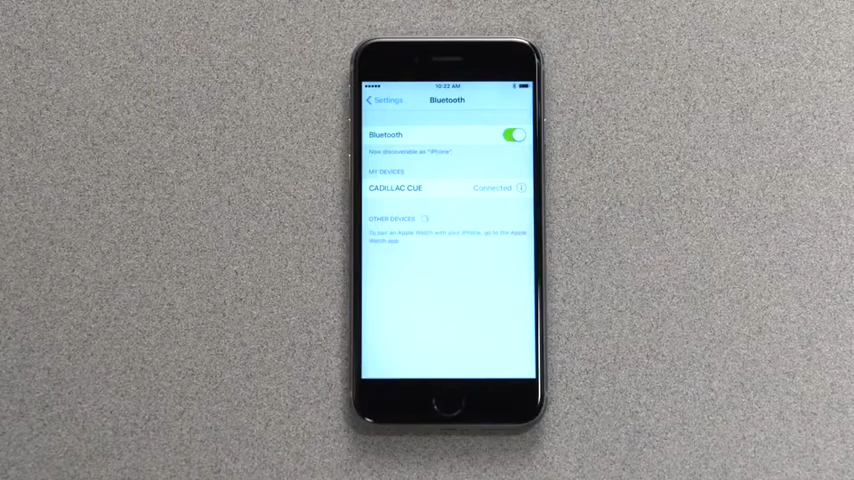 10:22 AM
Settings
Bluetooth
Bluetooth
Now discoverable as "iPhone".
MY DEVICES
CADILLAC CUE Connected
OTHER DEVICES
To pair an Apple Watch with your iPhone, go to the Apple
Watch app.